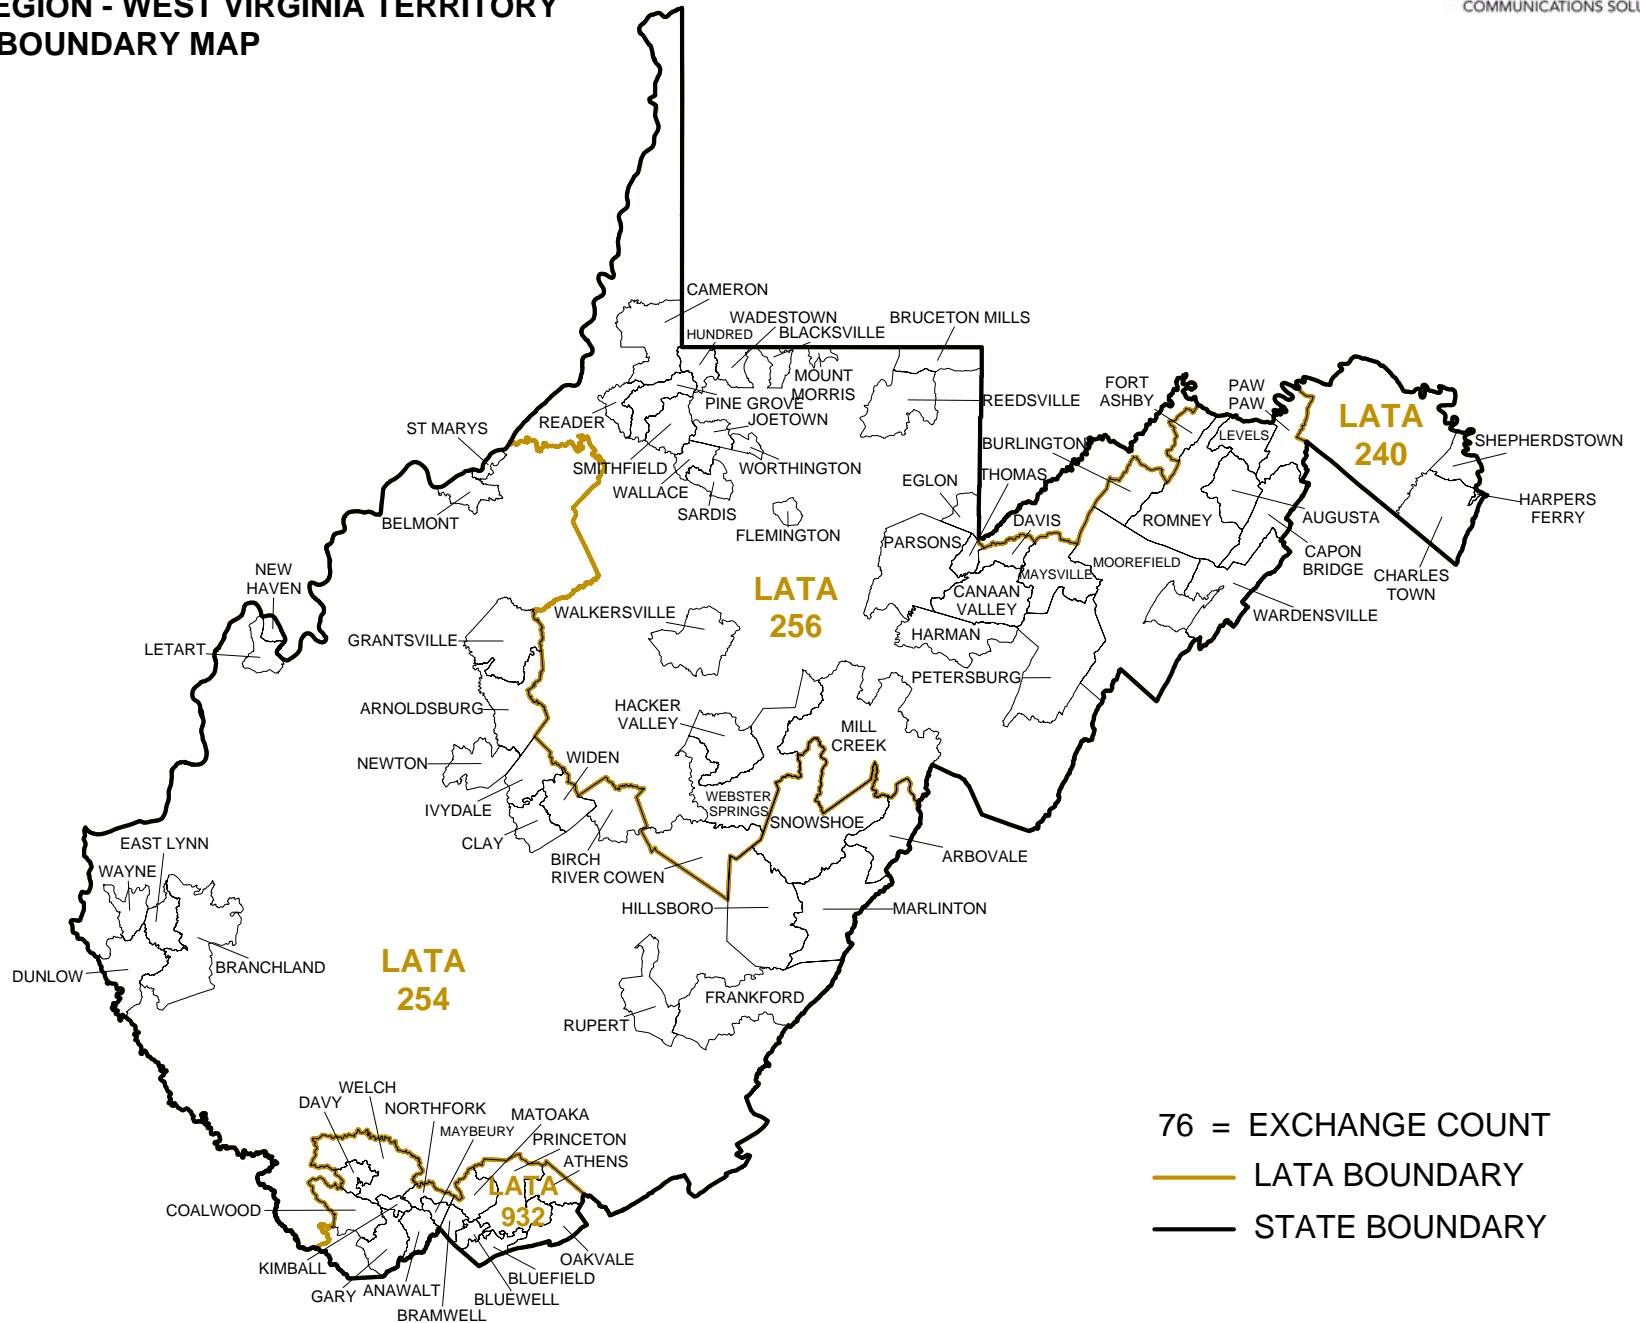 EGION - WEST VIRGINIA TERRITORY
BOUNDARY MAP
COMMUNICATIONS SOLU
CAMERON
WADESTOWN
HUNDRED
BLACKSVILLE
BRUCETON MILLS
MOUNT
MORRIS
PINE GROVE
JOETOWN
REEDSVILLE
READER
ST MARYS
SMITHFIELD
WORTHINGTON
WALLACE
SARDIS
BELMONT
FLEMINGTON
EGLON
THOMAS
BURLINGTON
FORT
ASHBY
PAW
PAW
LEVELS
LATA
240
SHEPHERDSTOWN
HARPERS
FERRY
CHARLES
TOWN
DAVIS
PARSONS
ROMNEY
AUGUSTA
CAPON
BRIDGE
MOOREFIELD
MAYSVILLE
CANAAN
VALLEY
WARDENSVILLE
HARMAN
PETERSBURG
NEW
HAVEN
LETART
GRANTSVILLE
LATA
256
WALKERSVILLE
ARNOLDSBURG
HACKER
VALLEY
MILL
CREEK
NEWTON
WIDEN
IVYDALE
WEBSTER
SPRINGS
SNOWSHOE
CLAY
BIRCH
RIVER COWEN
ARBOVALE
EAST LYNN
WAYNE
HILLSBORO
MARLINTON
DUNLOW
BRANCHLAND
LATA
254
FRANKFORD
RUPERT
WELCH
DAVY
NORTHFORK
MATOAKA
MAYBEURY
PRINCETON
ATHENS
LATA
932
COALWOOD
KIMBALL
GARY
ANAWALT
BRAMWELL
BLUEWELL
BLUEFIELD
OAKVALE
76 = EXCHANGE COUNT
LATA BOUNDARY
STATE BOUNDARY